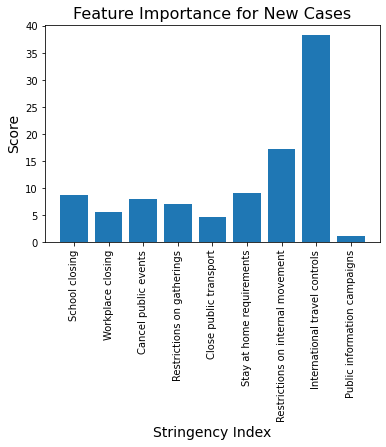 Feature Importance for New Cases
Score
40
35
30
25
20
15
10
5
0
School closing
Workplace closing
Cancel public events
Restrictions on gatherings
Close public transport
Stay at home requirements
Restrictions on internal movement
International travel controls
Public information campaigns
Stringency Index